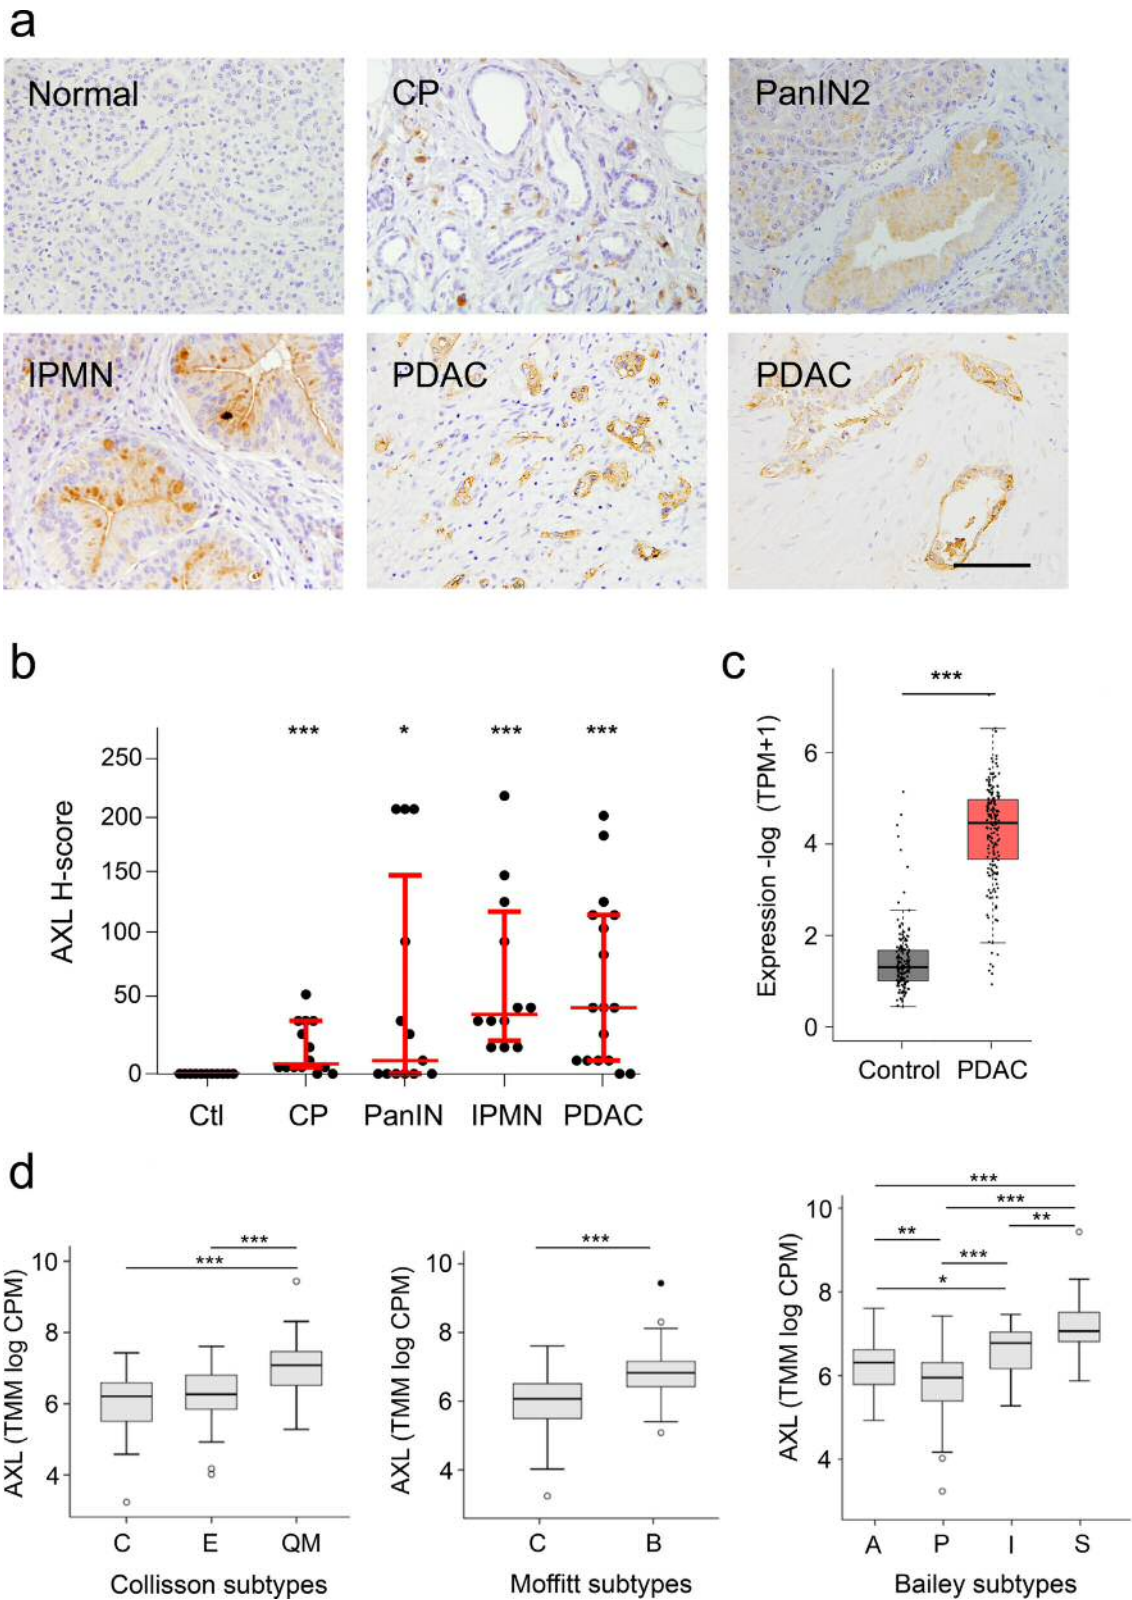 a
Normal
CP
PanIN2
IPMN
PDAC
PDAC
b
AXL H-score
250
200
150
100
50
0
***
*
***
***
Ctl
CP
PanIN
IPMN
PDAC
c
Expression -log (TPM+1)
***
6
4
2
0
Control
PDAC
d
AXL (TMM log CPM)
10
8
6
4
***
***
C
E
QM
Collisson subtypes
AXL (TMM log CPM)
10
8
6
4
***
C
B
Moffitt subtypes
AXL (TMM log CPM)
10
8
6
4
***
***
**
**
***
*
A
P
I
S
Bailey subtypes